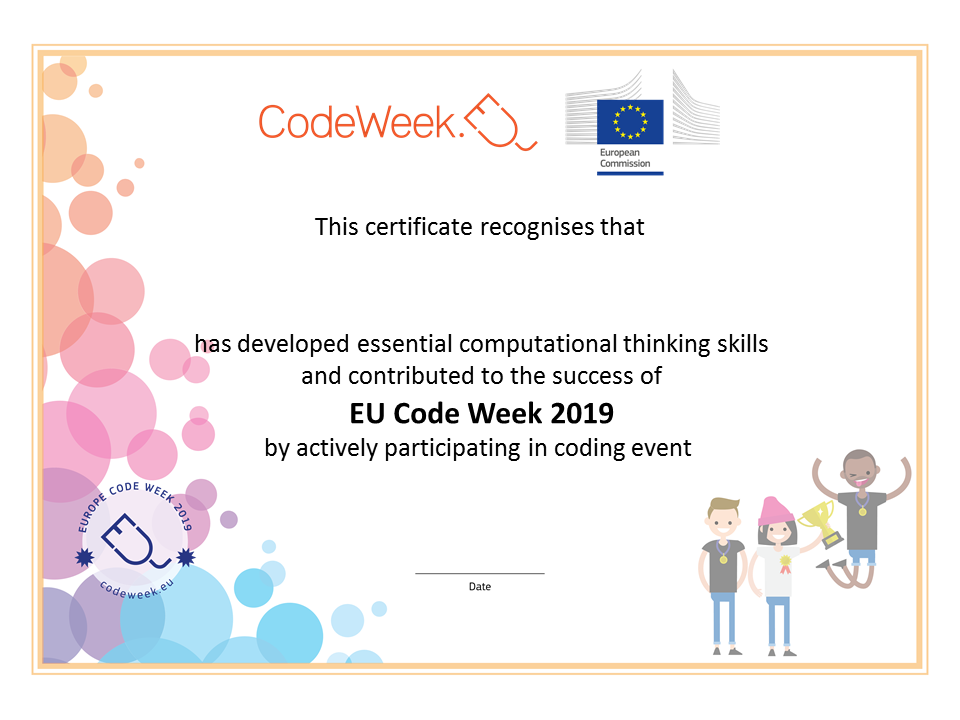 CodeWeek.
European
Commission
This certificate recognises that
has developed essential computational thinking skills
and contributed to the success of
EU Code Week 2019
by actively participating in coding event
EUROPE CODE WEEK 2019
codeweek.eu
Date